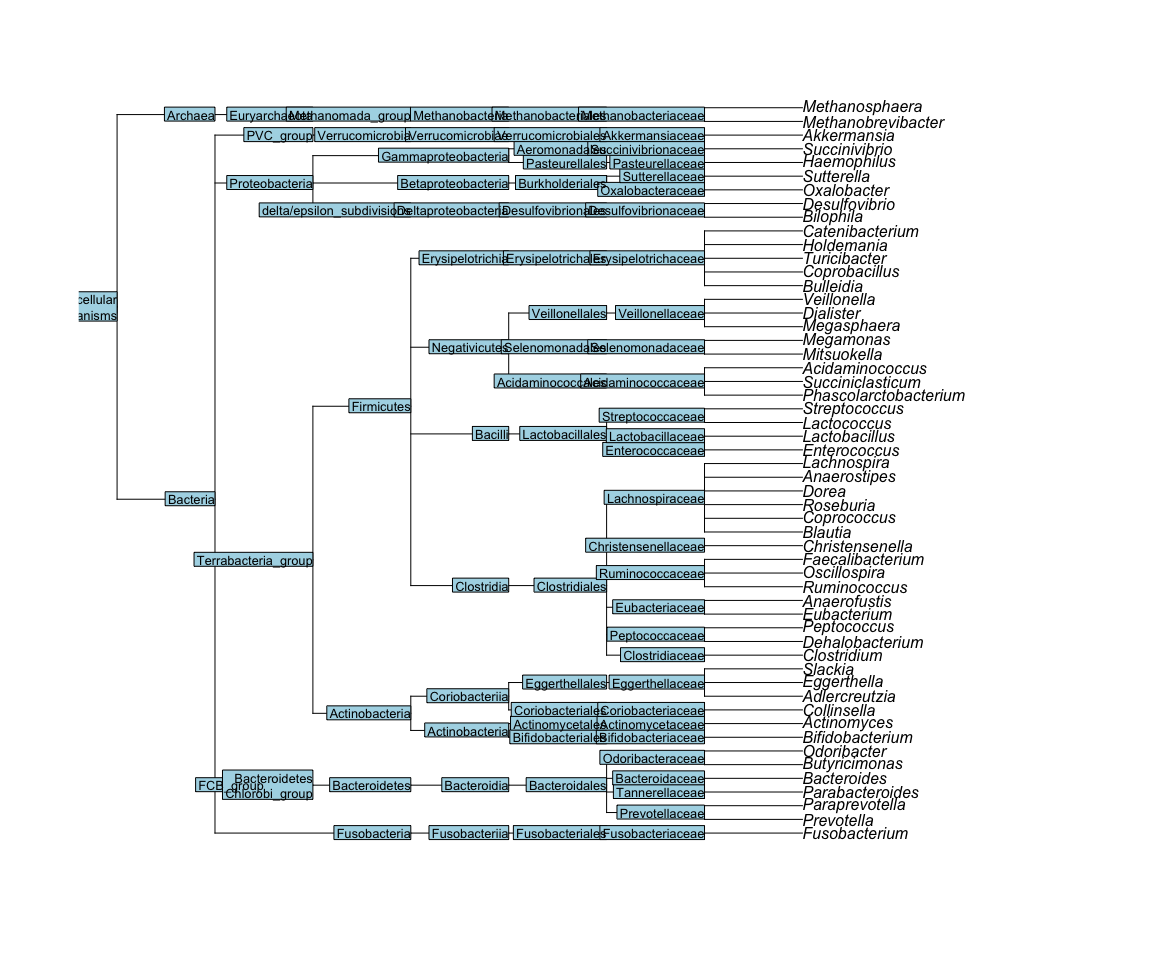 Archaea
Euryarchaeota
Methanomada_group
Methanobacteria
Methanobacteriales
Methanobacteriaceae
Methanosphaera
Methanobrevibacter
PVC_group
Verrucomicrobia
Verrucomicrobiae
Verrucomicrobiales
Akkermansiaceae
Akkermansia
Gammaproteobacteria
Aeromonadales
Succinivibrionaceae
Succinivibrio
Pasteurellales
Pasteurellaceae
Haemophilus
Proteobacteria
Betaproteobacteria
Burkholderiales
Sutterellaceae
Sutterella
Oxalobacteraceae
Oxalobacter
delta/epsilon_subdivisions
Deltaproteobacteria
Desulfovibrionales
Desulfovibrionaceae
Desulfovibrio
Bilophila
Erysipelotrichia
Erysipelotrichales
Erysipelotrichaceae
Catenibacterium
Holdemania
Turicibacter
Coprobacillus
Bulleidia
cellular
anisms
Veillonellales
Veillonellaceae
Veillonella
Dialister
Megasphaera
Negativicutes
Selenomonadales
Selenomonadaceae
Megamonas
Mitsuokella
Acidaminococcales
Acidaminococcaceae
Acidaminococcus
Succiniclasticum
Phascolarctobacterium
Firmicutes
Bacilli
Lactobacillales
Streptococcaceae
Streptococcus
Lactococcus
Lactobacillaceae
Lactobacillus
Enterococcaceae
Enterococcus
Bacteria
Lachnospiraceae
Lachnospira
Anaerostipes
Dorea
Roseburia
Coprococcus
Blautia
Christensenellaceae
Christensenella
Terrabacteria_group
Clostridia
Clostridiales
Ruminococcaceae
Faecalibacterium
Oscillospira
Ruminococcus
Eubacteriaceae
Anaerofustis
Eubacterium
Peptococcaceae
Peptococcus
Dehalobacterium
Clostridiaceae
Clostridium
Actinobacteria
Coriobacteriia
Eggerthellales
Eggerthellaceae
Slackia
Eggerthella
Adlercreutzia
Coriobacteriales
Coriobacteriaceae
Collinsella
Actinobacteria
Actinomycetales
Actinomycetaceae
Actinomyces
Bifidobacteriales
Bifidobacteriaceae
Bifidobacterium
FCB_group
Bacteroidetes
Chlorobi_group
Bacteroidetes
Bacteroidia
Bacteroidales
Odoribacteraceae
Odoribacter
Butyricimonas
Bacteroidaceae
Bacteroides
Tannerellaceae
Parabacteroides
Prevotellaceae
Paraprevotella
Prevotella
Fusobacteria
Fusobacteriia
Fusobacteriales
Fusobacteriaceae
Fusobacterium